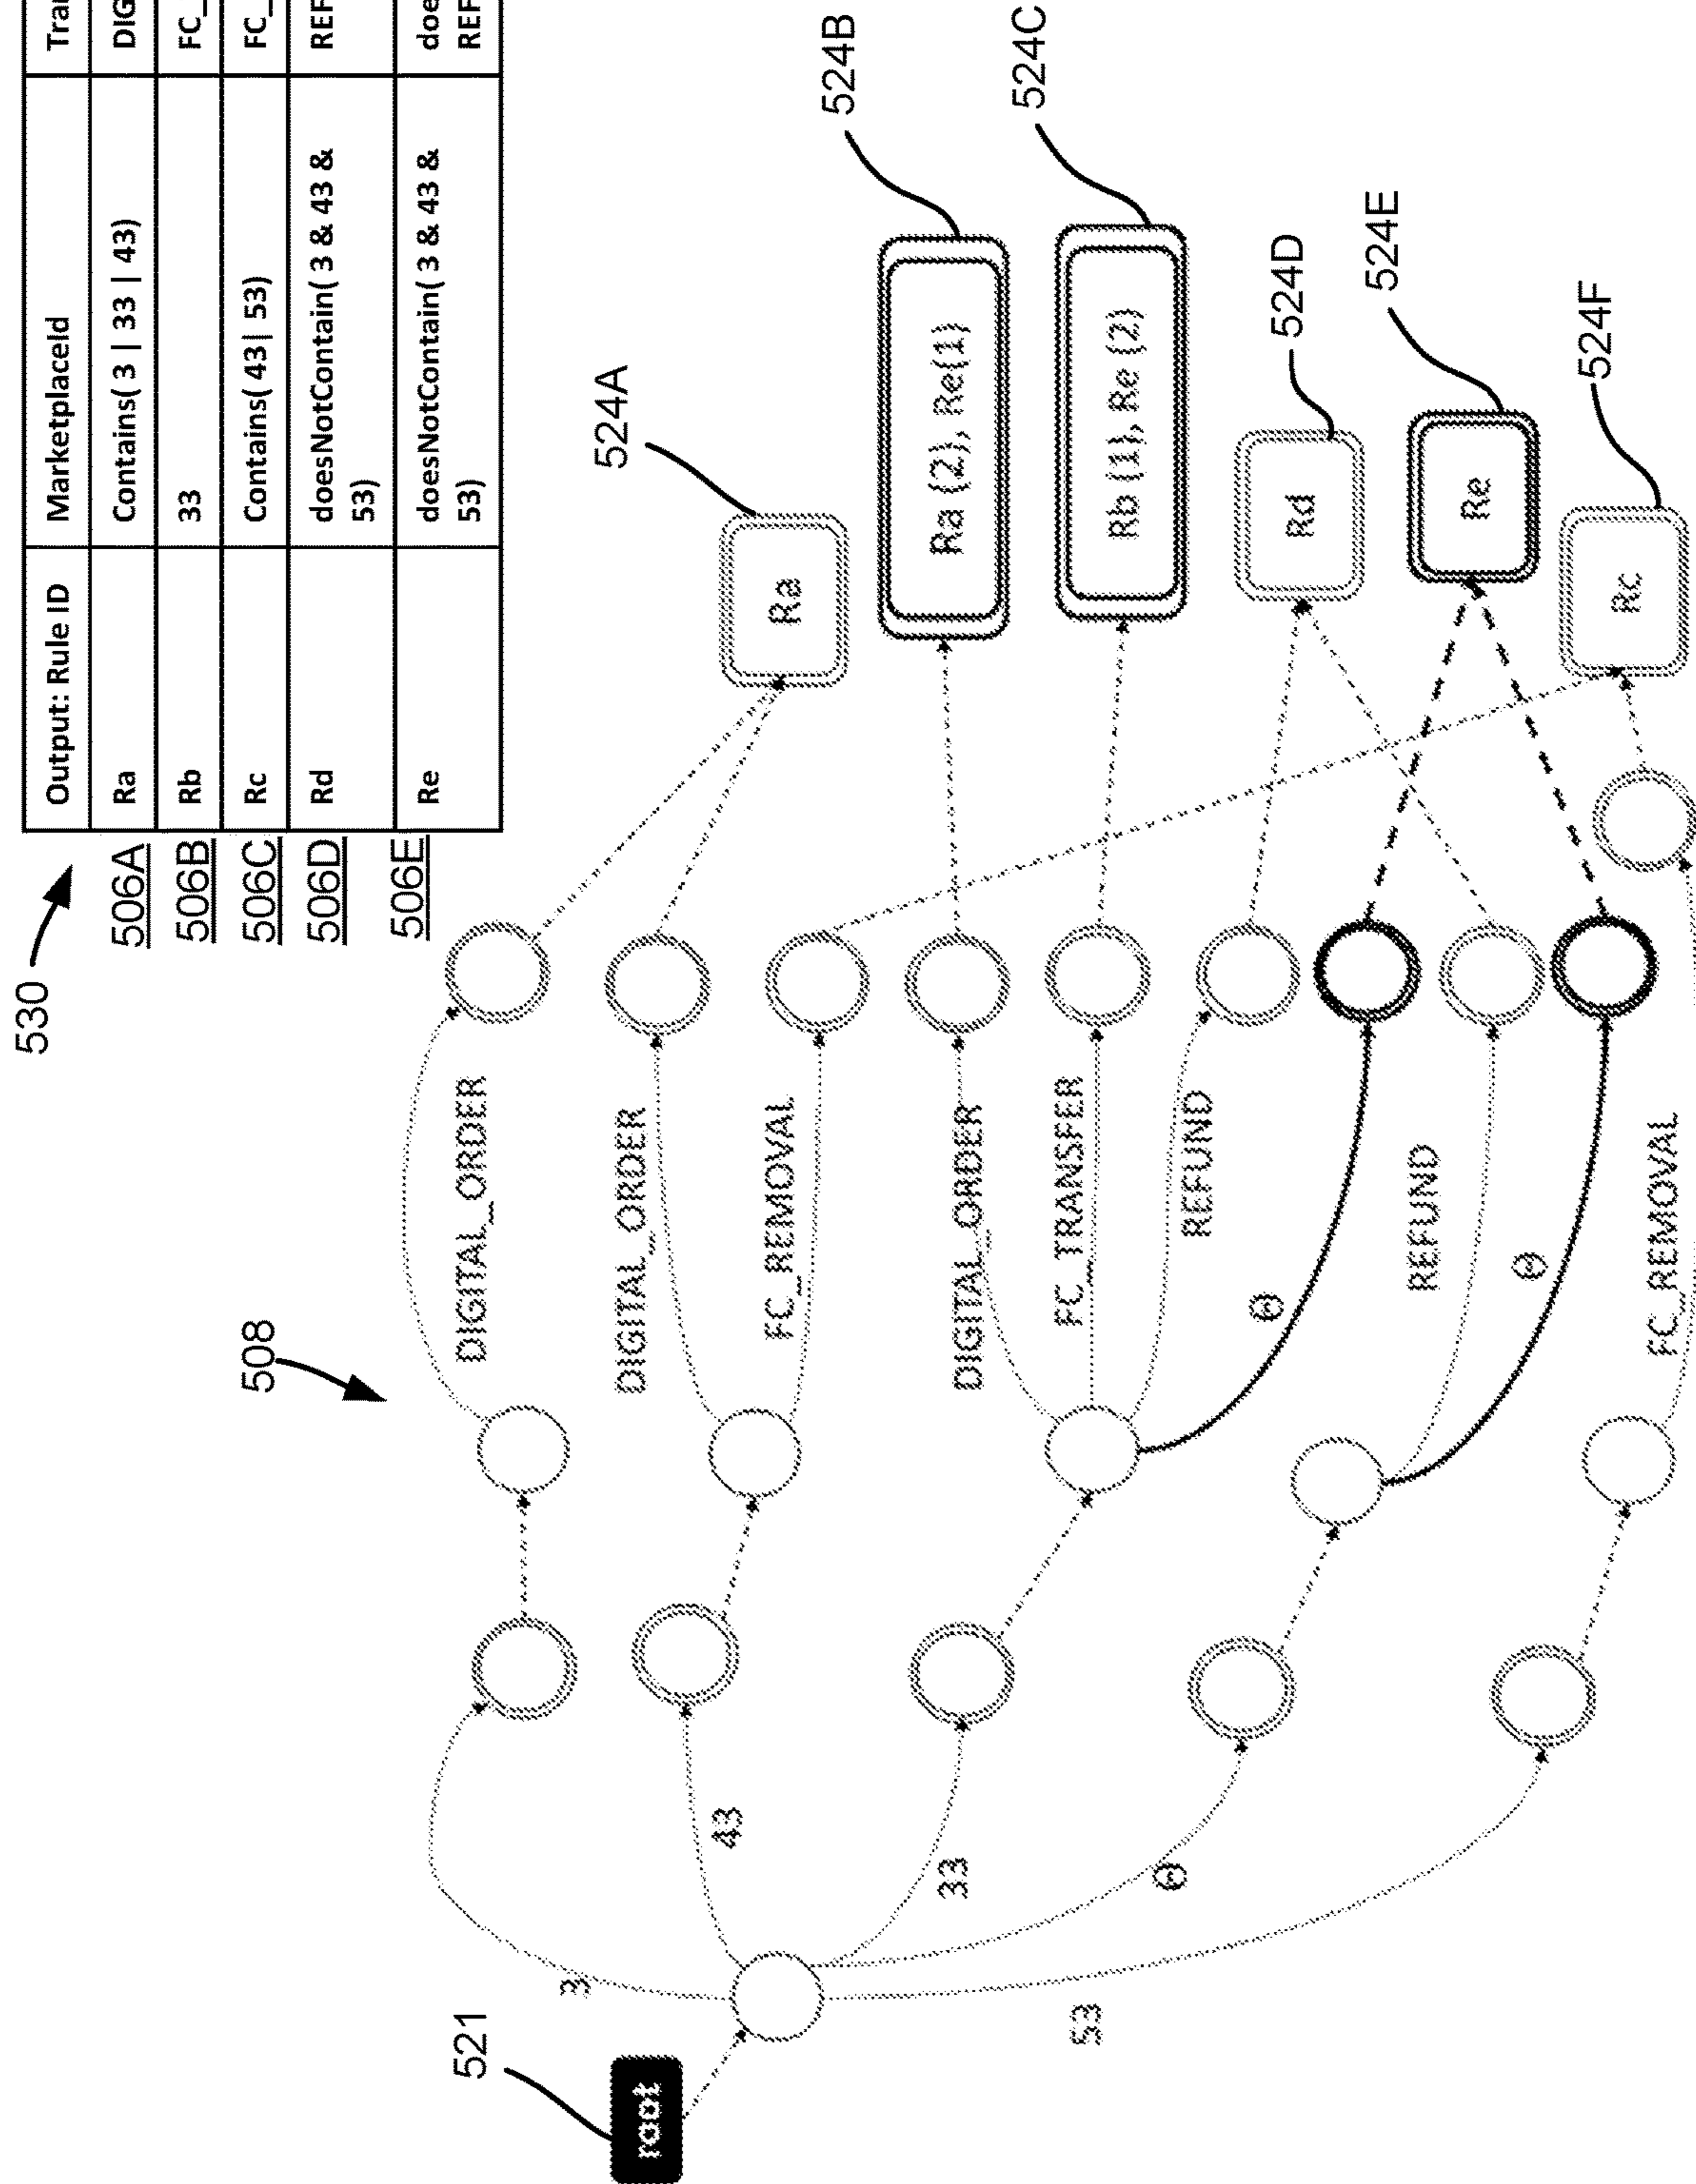 530
Output: Rule ID Marketplaceld Tran
506A Ra Contains( 3 | 33 | 43) DIG
506B Rb 33 FC_
506C Rc Contains( 43| 53) FC_
506D Rd doesNotContain( 3 & 43 & REF
53)
506E Re doesNotContain( 3 & 43 & doe
53) REF
508
521
root
3
43
33
Θ
53
DIGITAL_ORDER
DIGITAL_ORDER
FC_REMOVAL
DIGITAL_ORDER
FC_TRANSFER
REFUND
Θ
REFUND
Θ
FC_REMOVAL
Ra
524A
Ra (2), Re(1)
524B
Rb (1), Re (2)
524C
Rd
524D
Re
524E
Rc
524F